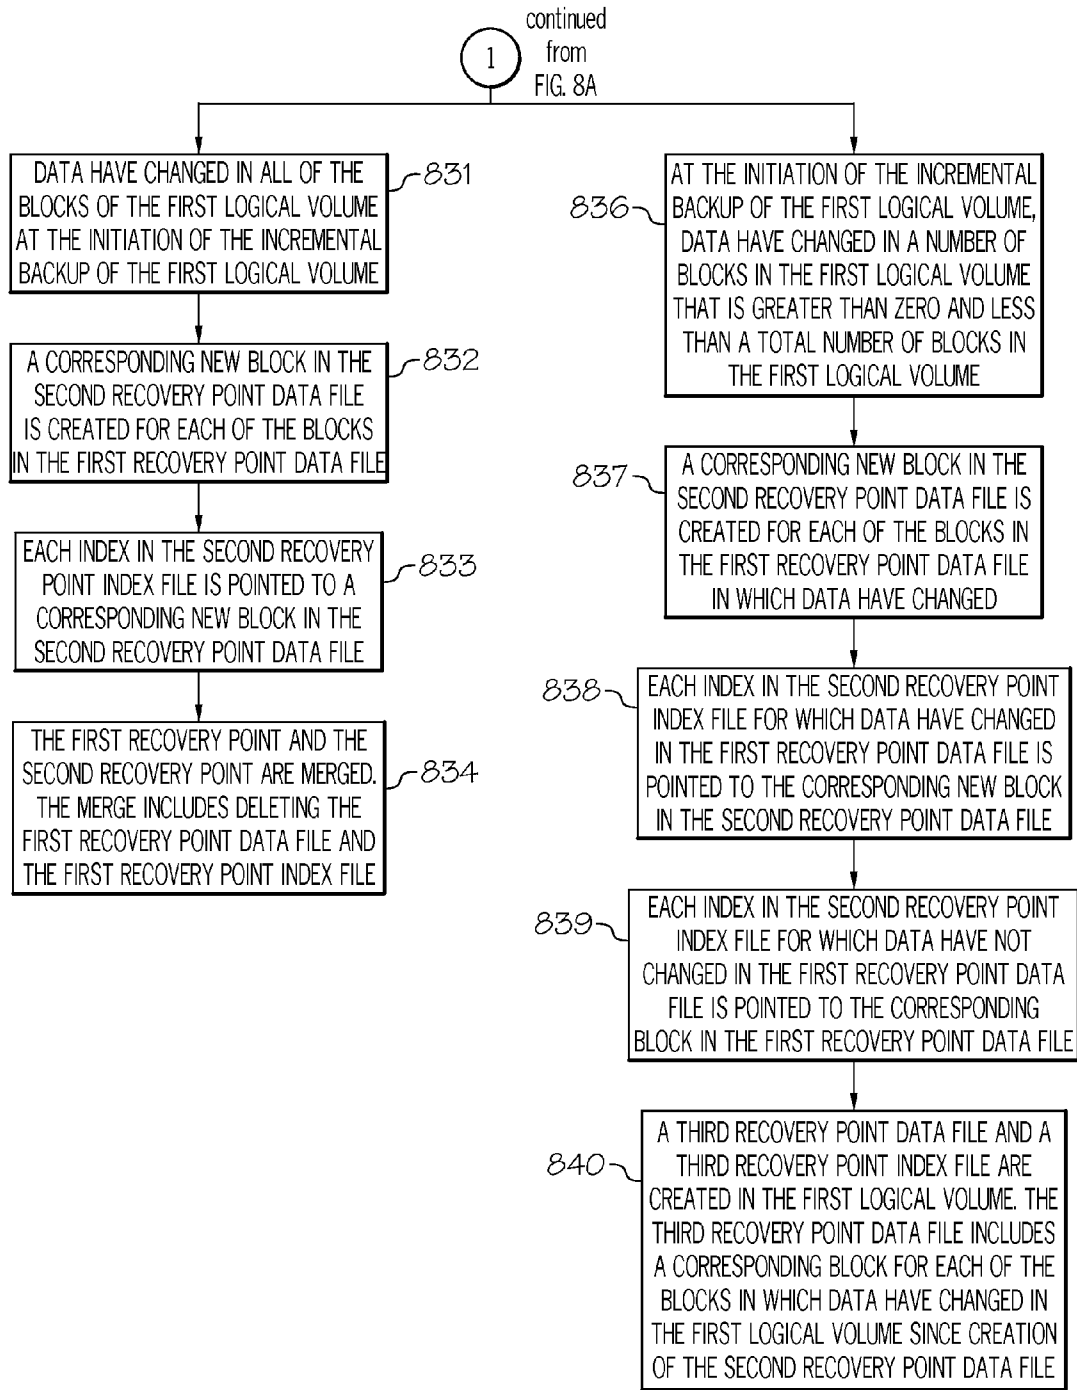 continued
from
FIG. 8A
1
DATA HAVE CHANGED IN ALL OF THE
BLOCKS OF THE FIRST LOGICAL VOLUME
AT THE INITIATION OF THE INCREMENTAL
BACKUP OF THE FIRST LOGICAL VOLUME
831
A CORRESPONDING NEW BLOCK IN THE
SECOND RECOVERY POINT DATA FILE
IS CREATED FOR EACH OF THE BLOCKS
IN THE FIRST RECOVERY POINT DATA FILE
832
EACH INDEX IN THE SECOND RECOVERY
POINT INDEX FILE IS POINTED TO A
CORRESPONDING NEW BLOCK IN THE
SECOND RECOVERY POINT DATA FILE
833
THE FIRST RECOVERY POINT AND THE
SECOND RECOVERY POINT ARE MERGED.
THE MERGE INCLUDES DELETING THE
FIRST RECOVERY POINT DATA FILE AND
THE FIRST RECOVERY POINT INDEX FILE
834
836
AT THE INITIATION OF THE INCREMENTAL
BACKUP OF THE FIRST LOGICAL VOLUME,
DATA HAVE CHANGED IN A NUMBER OF
BLOCKS IN THE FIRST LOGICAL VOLUME
THAT IS GREATER THAN ZERO AND LESS
THAN A TOTAL NUMBER OF BLOCKS IN
THE FIRST LOGICAL VOLUME
837
A CORRESPONDING NEW BLOCK IN THE
SECOND RECOVERY POINT DATA FILE IS
CREATED FOR EACH OF THE BLOCKS IN
THE FIRST RECOVERY POINT DATA FILE
IN WHICH DATA HAVE CHANGED
838
EACH INDEX IN THE SECOND RECOVERY POINT
INDEX FILE FOR WHICH DATA HAVE CHANGED
IN THE FIRST RECOVERY POINT DATA FILE IS
POINTED TO THE CORRESPONDING NEW BLOCK
IN THE SECOND RECOVERY POINT DATA FILE
839
EACH INDEX IN THE SECOND RECOVERY POINT
INDEX FILE FOR WHICH DATA HAVE NOT
CHANGED IN THE FIRST RECOVERY POINT DATA
FILE IS POINTED TO THE CORRESPONDING
BLOCK IN THE FIRST RECOVERY POINT DATA FILE
840
A THIRD RECOVERY POINT DATA FILE AND A
THIRD RECOVERY POINT INDEX FILE ARE
CREATED IN THE FIRST LOGICAL VOLUME. THE
THIRD RECOVERY POINT DATA FILE INCLUDES
A CORRESPONDING BLOCK FOR EACH OF THE
BLOCKS IN WHICH DATA HAVE CHANGED IN
THE FIRST LOGICAL VOLUME SINCE CREATION
OF THE SECOND RECOVERY POINT DATA FILE